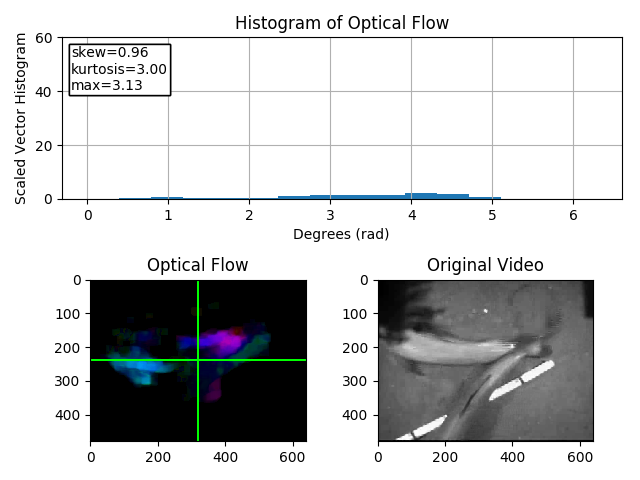 Histogram of Optical Flow
skew=0.96
kurtosis=3.00
max=3.13
Scaled Vector Histogram
60
40
20
0
0 1 2 3 4 5 6
Degrees (rad)
Optical Flow
0
100
200
300
400
0 200 400 600
Original Video
0
100
200
300
400
0 200 400 600